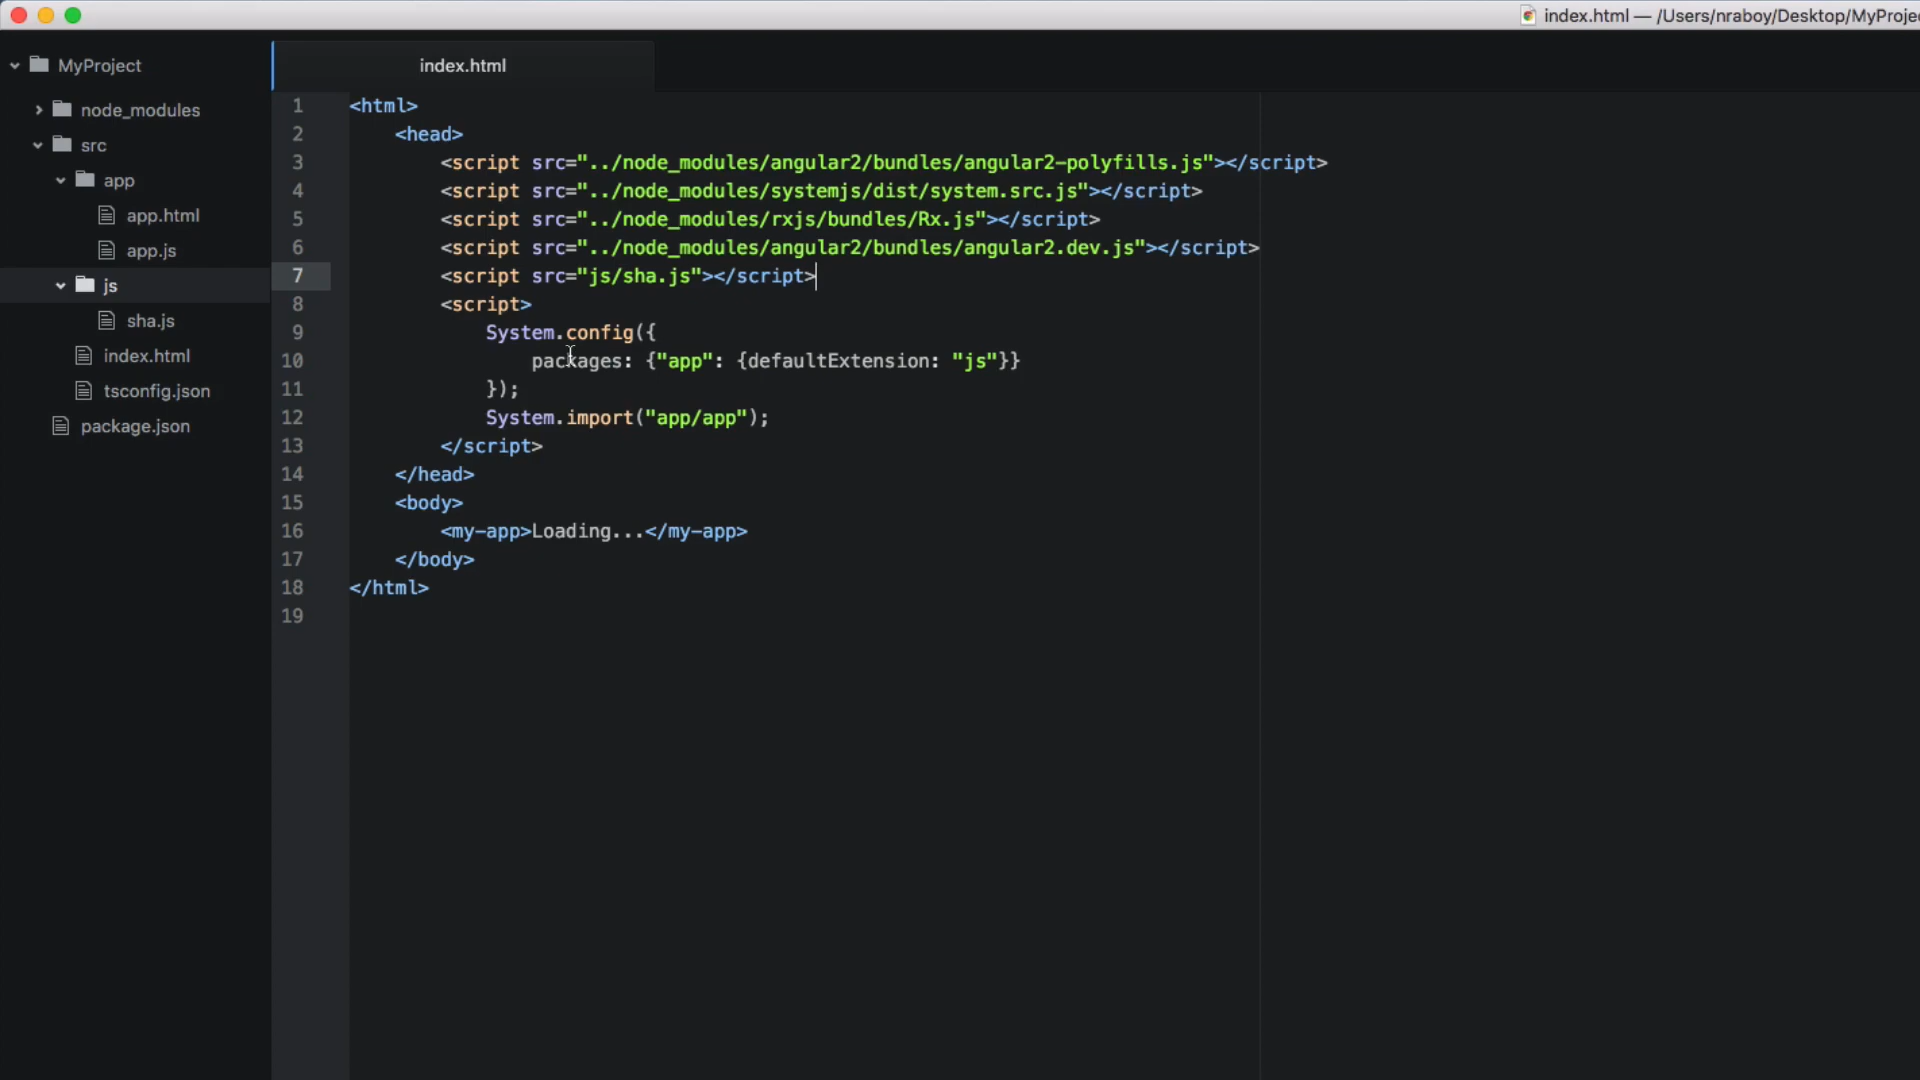 index.html — /Users/nraboy/Desktop/MyProje
MyProject
node_modules
src
app
app.html
app.js
js
sha.js
index.html
tsconfig.json
package.json
index.html
1 <html>
2 <head>
3 <script src="../node_modules/angular2/bundles/angular2-polyfills.js"></script>
4 <script src="../node_modules/systemjs/dist/system.src.js"></script>
5 <script src="../node_modules/rxjs/bundles/Rx.js"></script>
6 <script src="../node_modules/angular2/bundles/angular2.dev.js"></script>
7 <script src="js/sha.js"></script>
8 <script>
9 System.config({
10 packages: {"app": {defaultExtension: "js"}}
11 });
12 System.import("app/app");
13 </script>
14 </head>
15 <body>
16 <my-app>Loading...</my-app>
17 </body>
18 </html>
19